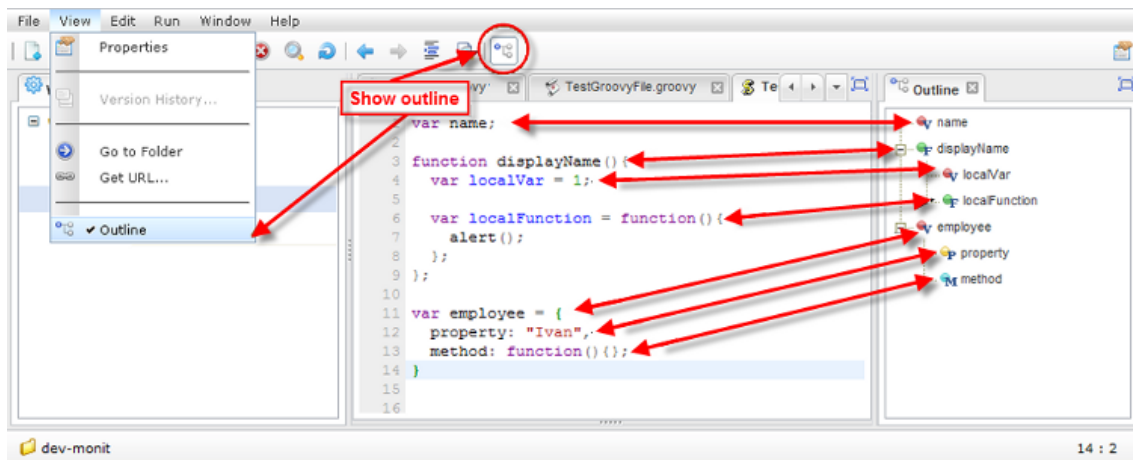 File View Edit Run Window Help
Properties
Version History...
Go to Folder
Get URL...
✔ Outline
Show outline
TestGroovyFile.groovy
Te
var name;
2
3 function displayName(){
4 var localVar = 1;
5
6 var localFunction = function(){
7 alert();
8 };
9 };
10
11 var employee = {
12 property: "Ivan",
13 method: function(){};
14 }
15
16
Outline
name
displayName
localVar
localFunction
employee
property
method
dev-monit
14 : 2